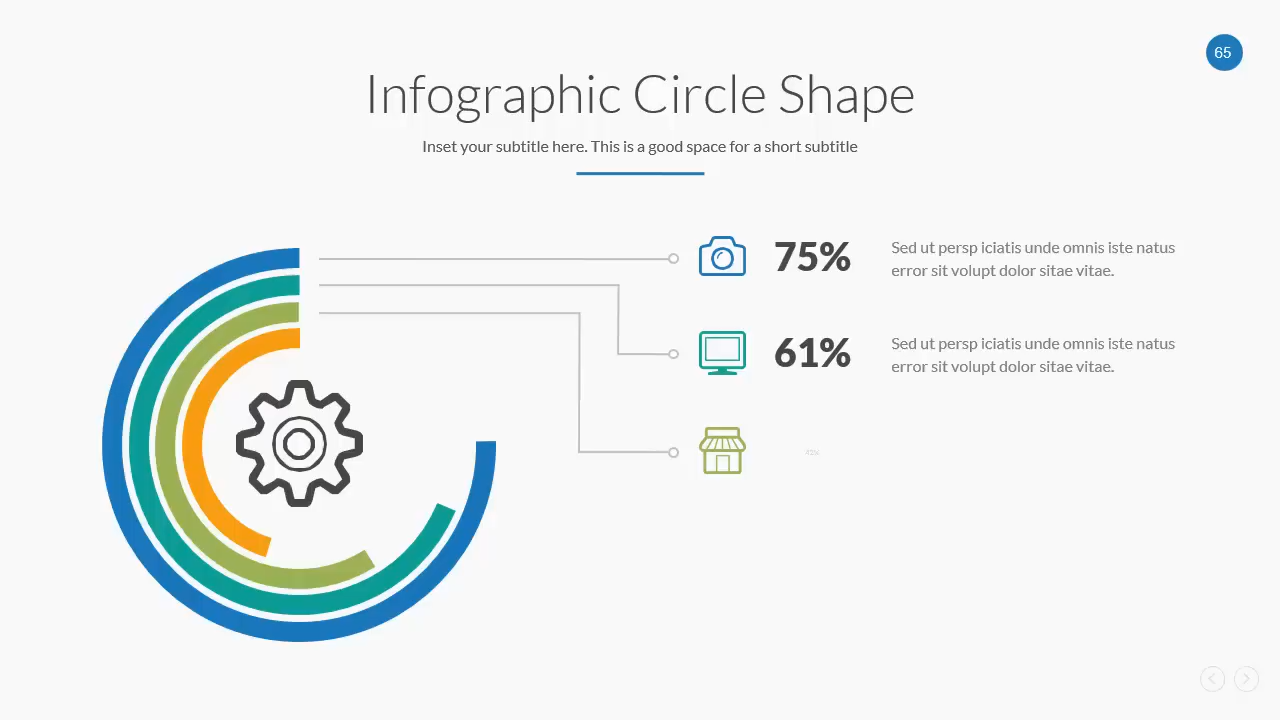 65
Infographic Circle Shape
Inset your subtitle here. This is a good space for a short subtitle
75%
Sed ut persp iciatis unde omnis iste natus
error sit volupt dolor sitae vitae.
61%
Sed ut persp iciatis unde omnis iste natus
error sit volupt dolor sitae vitae.